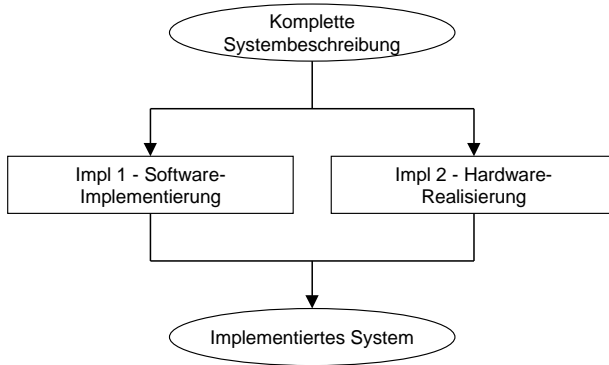 Komplette
Systembeschreibung
Impl 1 - Software-
Implementierung
Impl 2 - Hardware-
Realisierung
Implementiertes System